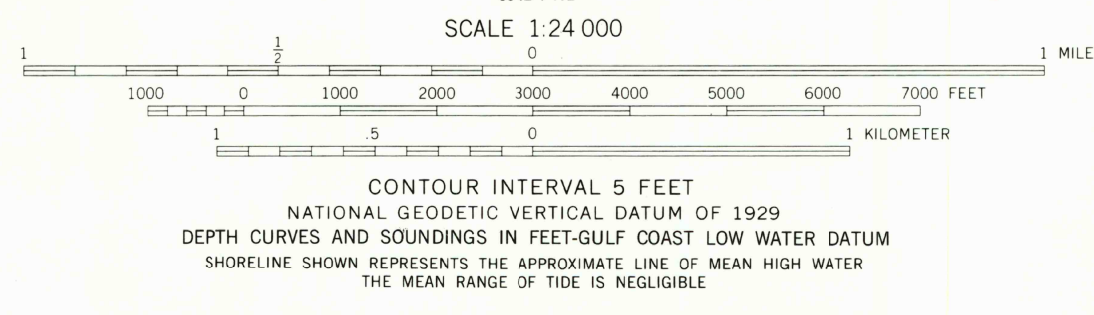 SCALE 1:24 000
1 1/2 0 1 MILE
1000 0 1000 2000 3000 4000 5000 6000 7000 FEET
1 .5 0 1 KILOMETER
CONTOUR INTERVAL 5 FEET
NATIONAL GEODETIC VERTICAL DATUM OF 1929
DEPTH CURVES AND SOUNDINGS IN FEET-GULF COAST LOW WATER DATUM
SHORELINE SHOWN REPRESENTS THE APPROXIMATE LINE OF MEAN HIGH WATER
THE MEAN RANGE OF TIDE IS NEGLIGIBLE